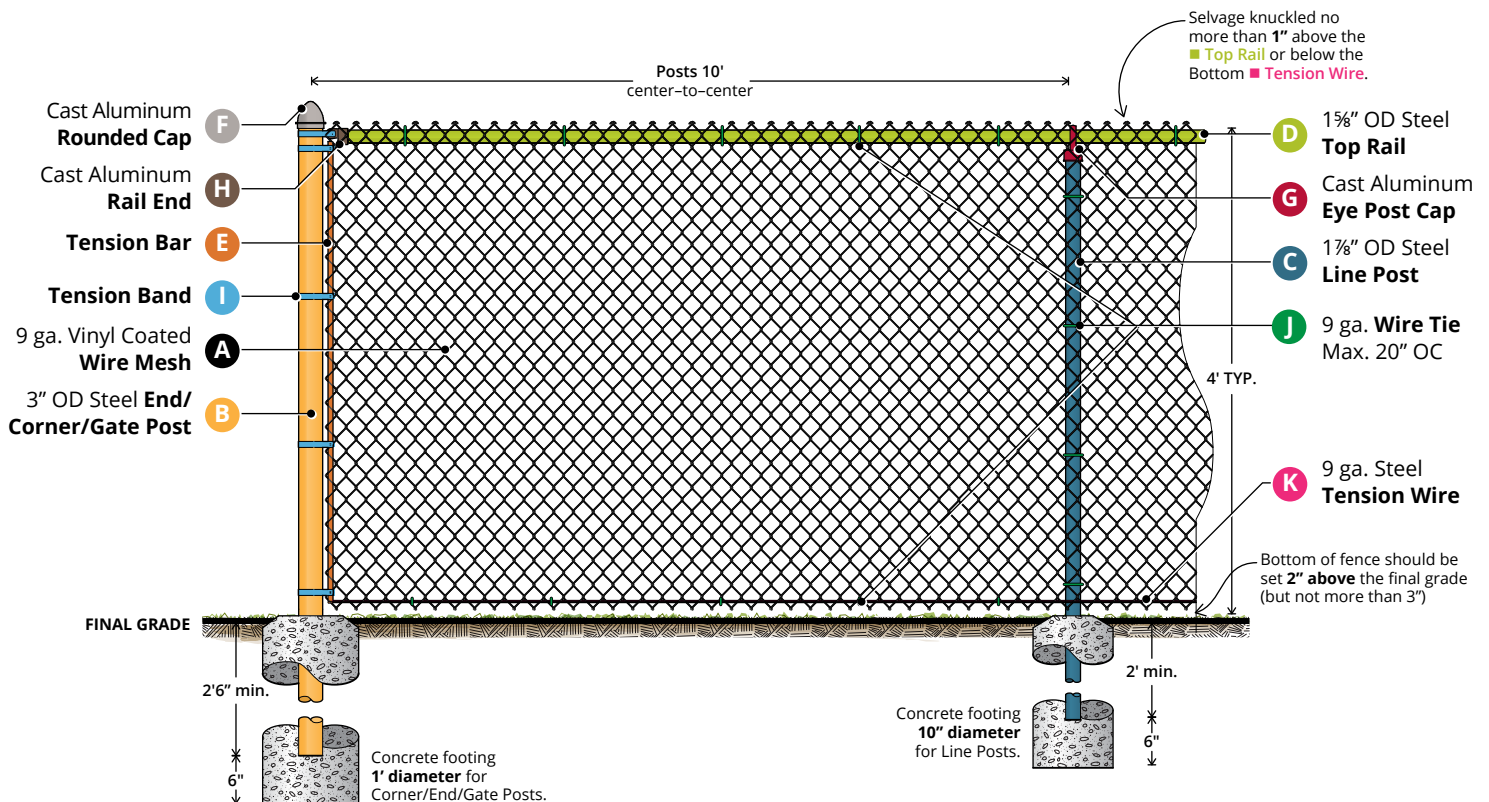 Selvage knuckled no
more than 1” above the
Top Rail or below the
Bottom Tension Wire.
Posts 10'
center–to–center
Cast Aluminum
Rounded Cap
F
Cast Aluminum
Rail End
H
Tension Bar
E
Tension Band
I
9 ga. Vinyl Coated
Wire Mesh
A
3” OD Steel End/
Corner/Gate Post
B
D
1⅝” OD Steel
Top Rail
G
Cast Aluminum
Eye Post Cap
C
1⅞” OD Steel
Line Post
J
9 ga. Wire Tie
Max. 20” OC
4' TYP.
K
9 ga. Steel
Tension Wire
Bottom of fence should be
set 2” above the final grade
(but not more than 3”)
FINAL GRADE
2'6” min.
6"
Concrete footing
1’ diameter for
Corner/End/Gate Posts.
Concrete footing
10” diameter
for Line Posts.
2' min.
6"